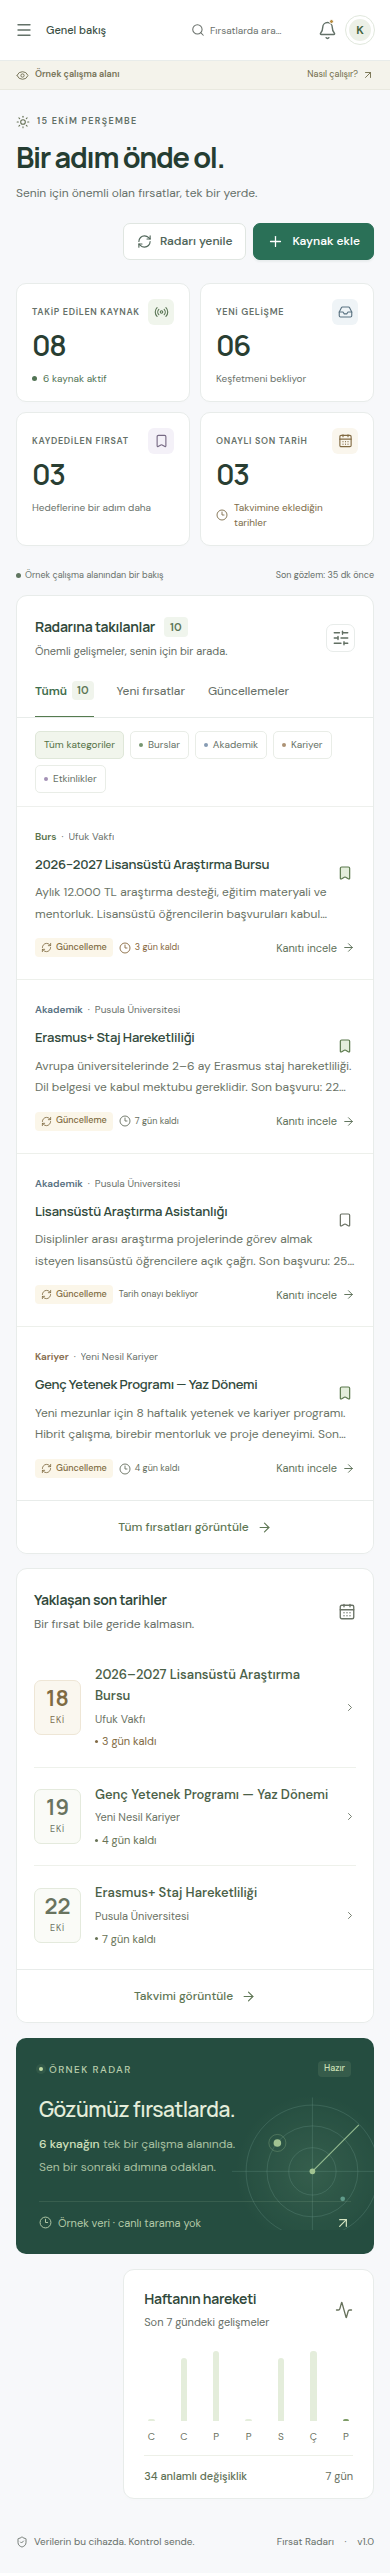 Genel bakış
Fırsatlarda ara...
K
Örnek çalışma alanı
Nasıl çalışır?
15 EKİM PERŞEMBE
Bir adım önde ol.
Senin için önemli olan fırsatlar, tek bir yerde.
Radarı yenile
Kaynak ekle
TAKİP EDİLEN KAYNAK
08
6 kaynak aktif
YENİ GELİŞME
06
Keşfetmeni bekliyor
KAYDEDİLEN FIRSAT
03
Hedeflerine bir adım daha
ONAYLI SON TARİH
03
Takvimine eklediğin
tarihler
Örnek çalışma alanından bir bakış
Son gözlem: 35 dk önce
Radarına takılanlar 10
Önemli gelişmeler, senin için bir arada.
Tümü 10 Yeni fırsatlar Güncellemeler
Tüm kategoriler Burslar Akademik Kariyer
Etkinlikler
Burs · Ufuk Vakfı
2026–2027 Lisansüstü Araştırma Bursu
Aylık 12.000 TL araştırma desteği, eğitim materyali ve
mentorluk. Lisansüstü öğrencilerin başvuruları kabul...
Güncelleme 3 gün kaldı Kanıtı incele
Akademik · Pusula Üniversitesi
Erasmus+ Staj Hareketliliği
Avrupa üniversitelerinde 2–6 ay Erasmus staj hareketliliği.
Dil belgesi ve kabul mektubu gereklidir. Son başvuru: 22...
Güncelleme 7 gün kaldı Kanıtı incele
Akademik · Pusula Üniversitesi
Lisansüstü Araştırma Asistanlığı
Disiplinler arası araştırma projelerinde görev almak
isteyen lisansüstü öğrencilere açık çağrı. Son başvuru: 25...
Güncelleme Tarih onayı bekliyor Kanıtı incele
Kariyer · Yeni Nesil Kariyer
Genç Yetenek Programı — Yaz Dönemi
Yeni mezunlar için 8 haftalık yetenek ve kariyer programı.
Hibrit çalışma, birebir mentorluk ve proje deneyimi. Son...
Güncelleme 4 gün kaldı Kanıtı incele
Tüm fırsatları görüntüle
Yaklaşan son tarihler
Bir fırsat bile geride kalmasın.
18
EKİ
2026–2027 Lisansüstü Araştırma
Bursu
Ufuk Vakfı
• 3 gün kaldı
19
EKİ
Genç Yetenek Programı — Yaz Dönemi
Yeni Nesil Kariyer
• 4 gün kaldı
22
EKİ
Erasmus+ Staj Hareketliliği
Pusula Üniversitesi
• 7 gün kaldı
Takvimi görüntüle
ÖRNEK RADAR
Hazır
Gözümüz fırsatlarda.
6 kaynağın tek bir çalışma alanında.
Sen bir sonraki adımına odaklan.
Örnek veri · canlı tarama yok
Haftanın hareketi
Son 7 gündeki gelişmeler
C C P P S Ç P
34 anlamlı değişiklik
7 gün
Verilerin bu cihazda. Kontrol sende.
Fırsat Radarı · v1.0